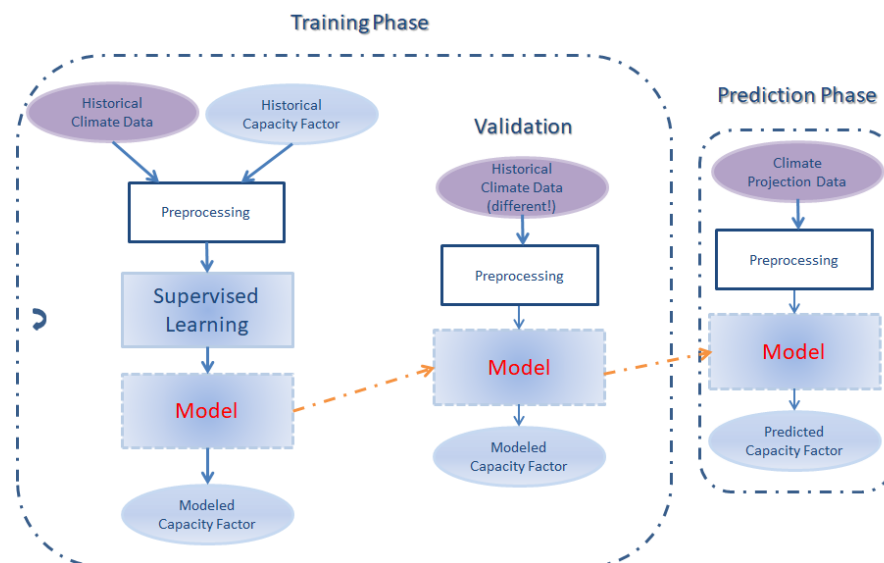 Training Phase
Historical
Climate Data
Historical
Capacity Factor
Preprocessing
Supervised
Learning
Model
Modeled
Capacity Factor
Validation
Historical
Climate Data
(different!)
Preprocessing
Model
Modeled
Capacity Factor
Prediction Phase
Climate
Projection Data
Preprocessing
Model
Predicted
Capacity Factor